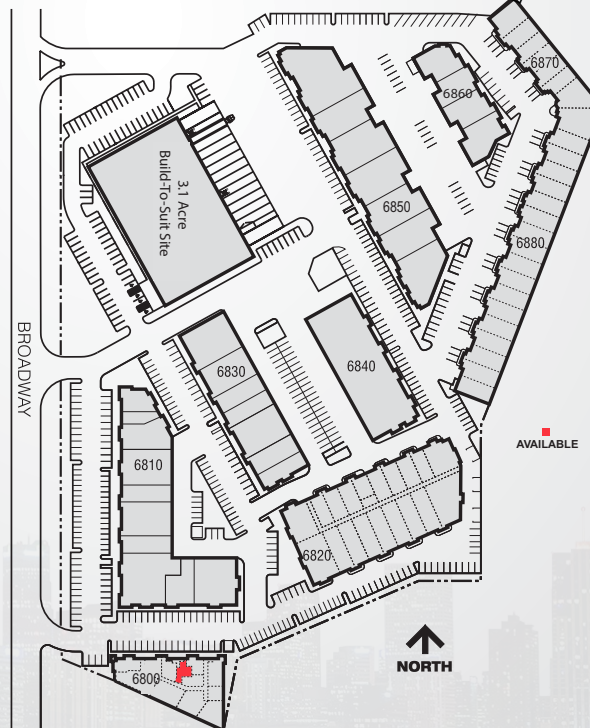 6870
6860
3.1 Acre
Build-To-Suit Site
6850
6880
BROADWAY
6830
6840
AVAILABLE
6810
6820
NORTH
6800